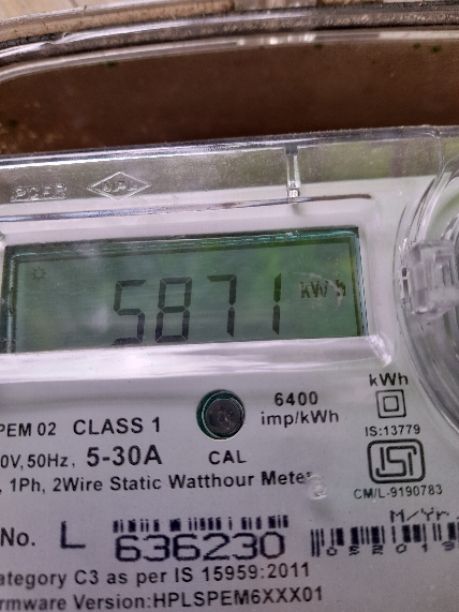 5871 kWh
6400
imp/kWh
kWh
IS:13779
PEM 02 CLASS 1
0V, 50Hz, 5-30A
CAL
CM/L-9190783
, 1Ph, 2Wire Static Watthour Meter
M/Yr.
No. L 636230
052019
ategory C3 as per IS 15959:2011
rmware Version:HPLSPEM6XXX01